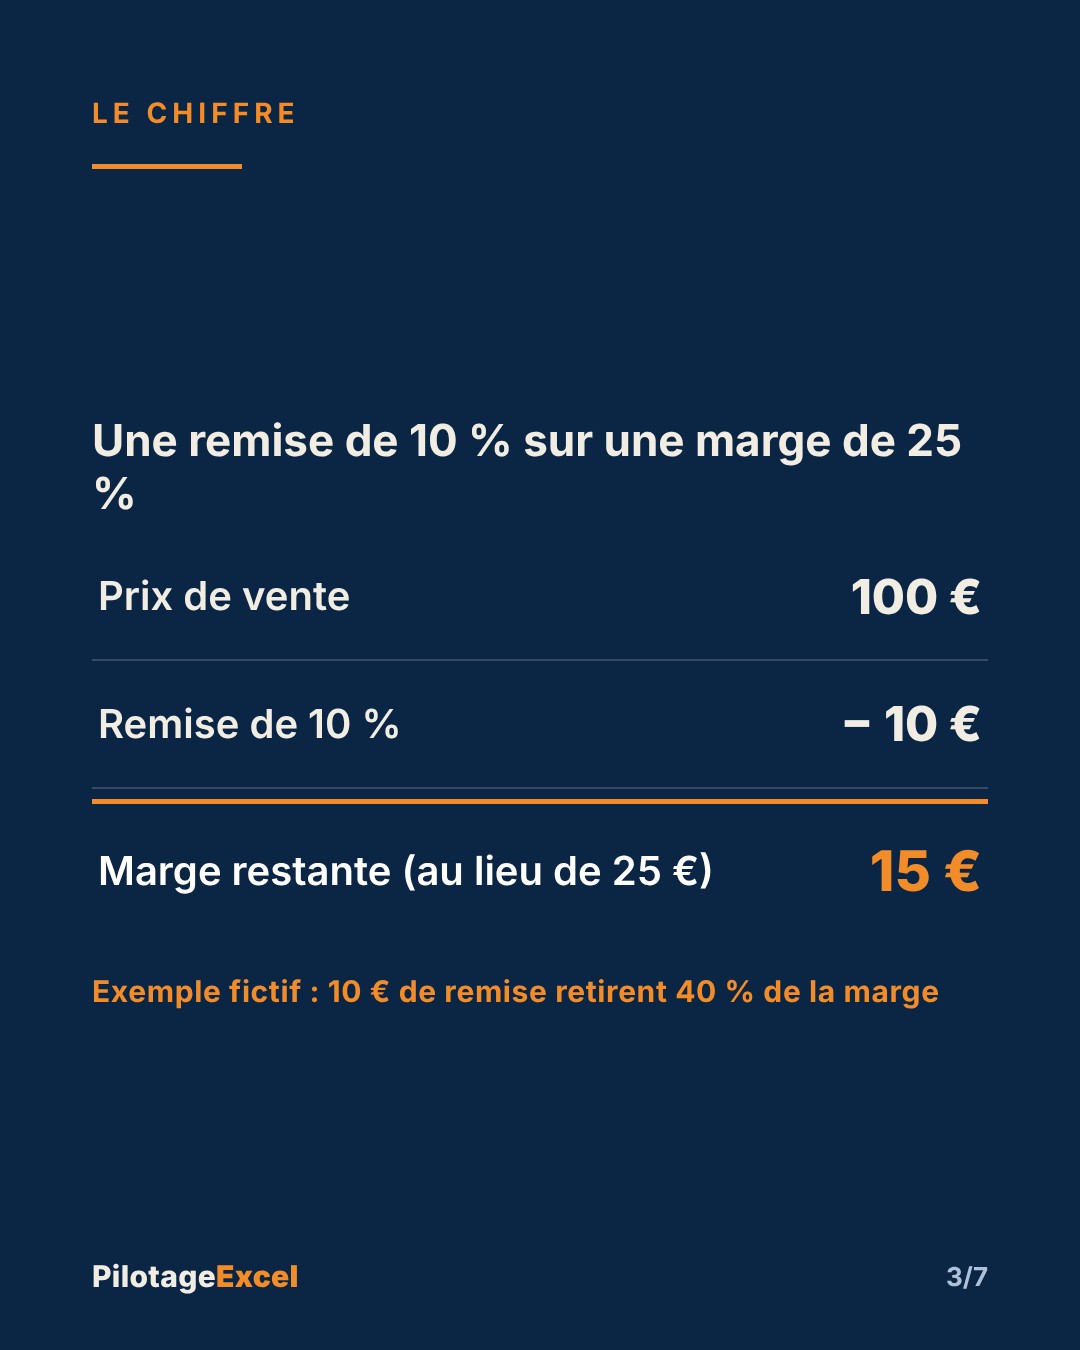 LE CHIFFRE
Une remise de 10 % sur une marge de 25
%
Prix de vente 100 €
Remise de 10 % – 10 €
Marge restante (au lieu de 25 €) 15 €
Exemple fictif : 10 € de remise retirent 40 % de la marge
PilotageExcel 3/7